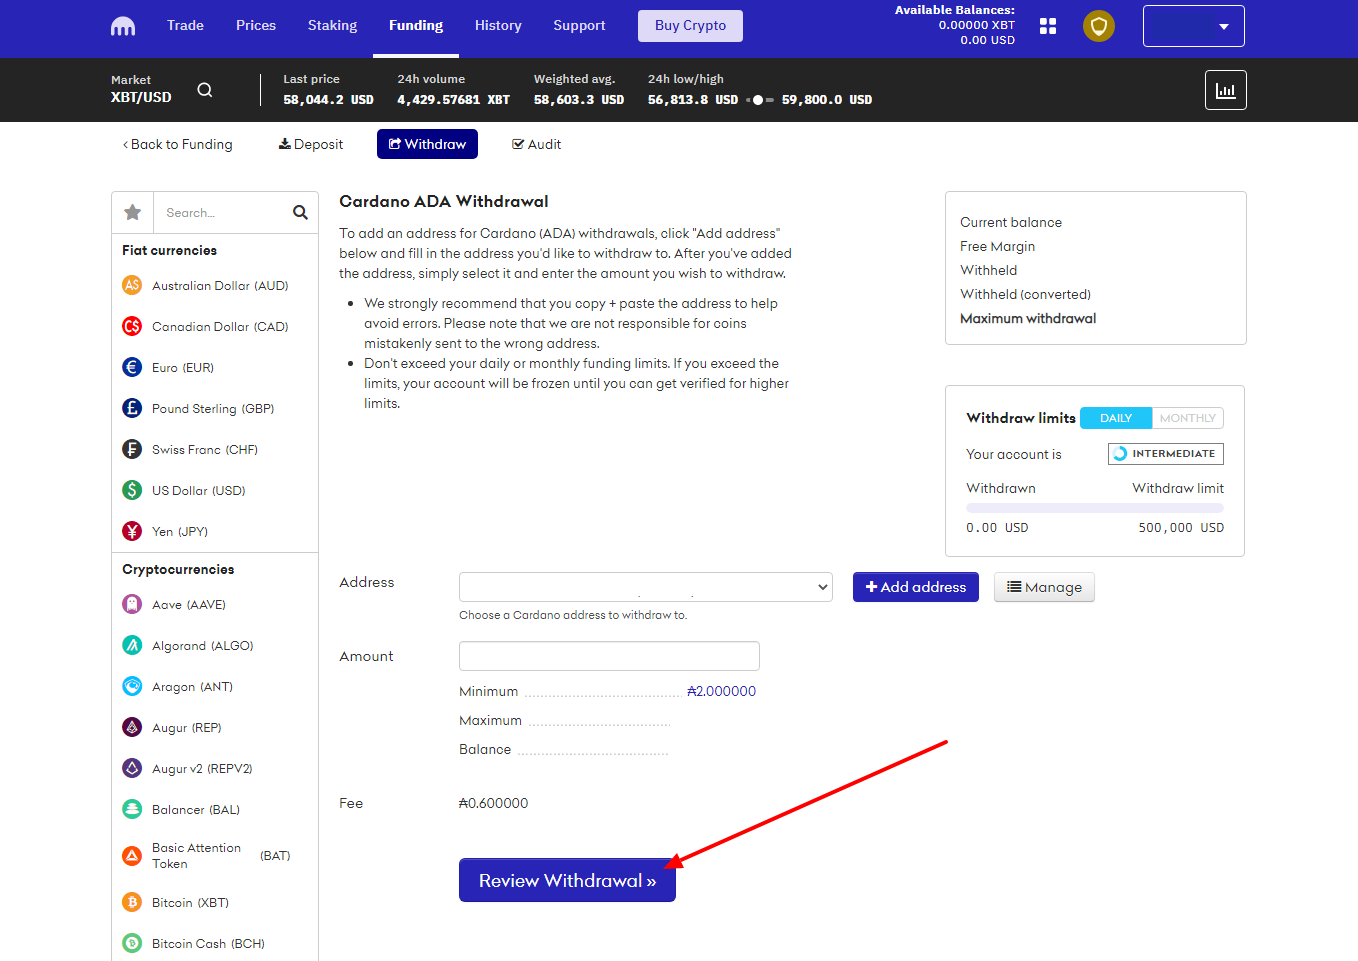 Trade Prices Staking Funding History Support Buy Crypto
Available Balances:
0.00000 XBT
0.00 USD
Market
XBT/USD
Last price
58,044.2 USD
24h volume
4,429.57681 XBT
Weighted avg.
58,603.3 USD
24h low/high
56,813.8 USD 59,800.0 USD
‹ Back to Funding Deposit Withdraw Audit
Search...
Fiat currencies
A$ Australian Dollar (AUD)
C$ Canadian Dollar (CAD)
€ Euro (EUR)
£ Pound Sterling (GBP)
₣ Swiss Franc (CHF)
$ US Dollar (USD)
¥ Yen (JPY)
Cryptocurrencies
Aave (AAVE)
Algorand (ALGO)
Aragon (ANT)
Augur (REP)
Augur v2 (REPV2)
Balancer (BAL)
Basic Attention
Token (BAT)
Bitcoin (XBT)
Bitcoin Cash (BCH)
Cardano ADA Withdrawal
To add an address for Cardano (ADA) withdrawals, click "Add address"
below and fill in the address you'd like to withdraw to. After you've added
the address, simply select it and enter the amount you wish to withdraw.
• We strongly recommend that you copy + paste the address to help
avoid errors. Please note that we are not responsible for coins
mistakenly sent to the wrong address.
• Don't exceed your daily or monthly funding limits. If you exceed the
limits, your account will be frozen until you can get verified for higher
limits.
Current balance
Free Margin
Withheld
Withheld (converted)
Maximum withdrawal
Withdraw limits DAILY MONTHLY
Your account is INTERMEDIATE
Withdrawn Withdraw limit
0.00 USD 500,000 USD
Address
+ Add address Manage
Choose a Cardano address to withdraw to.
Amount
Minimum ₳2.000000
Maximum
Balance
Fee ₳0.600000
Review Withdrawal »